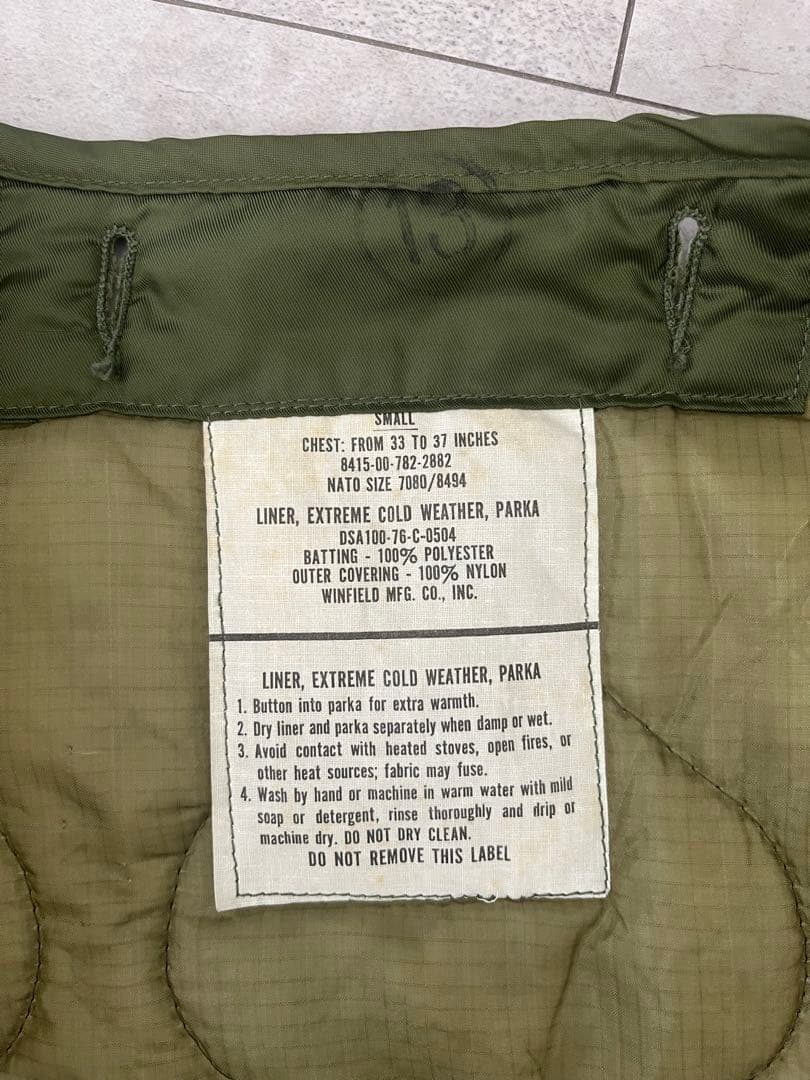 13
SMALL
CHEST: FROM 33 TO 37 INCHES
8415-00-782-2882
NATO SIZE 7080/8494
LINER, EXTREME COLD WEATHER, PARKA
DSA100-76-C-0504
BATTING - 100% POLYESTER
OUTER COVERING - 100% NYLON
WINFIELD MFG. CO., INC.
LINER, EXTREME COLD WEATHER, PARKA
1. Button into parka for extra warmth.
2. Dry liner and parka separately when damp or wet.
3. Avoid contact with heated stoves, open fires, or
other heat sources; fabric may fuse.
4. Wash by hand or machine in warm water with mild
soap or detergent, rinse thoroughly and drip or
machine dry. DO NOT DRY CLEAN.
DO NOT REMOVE THIS LABEL